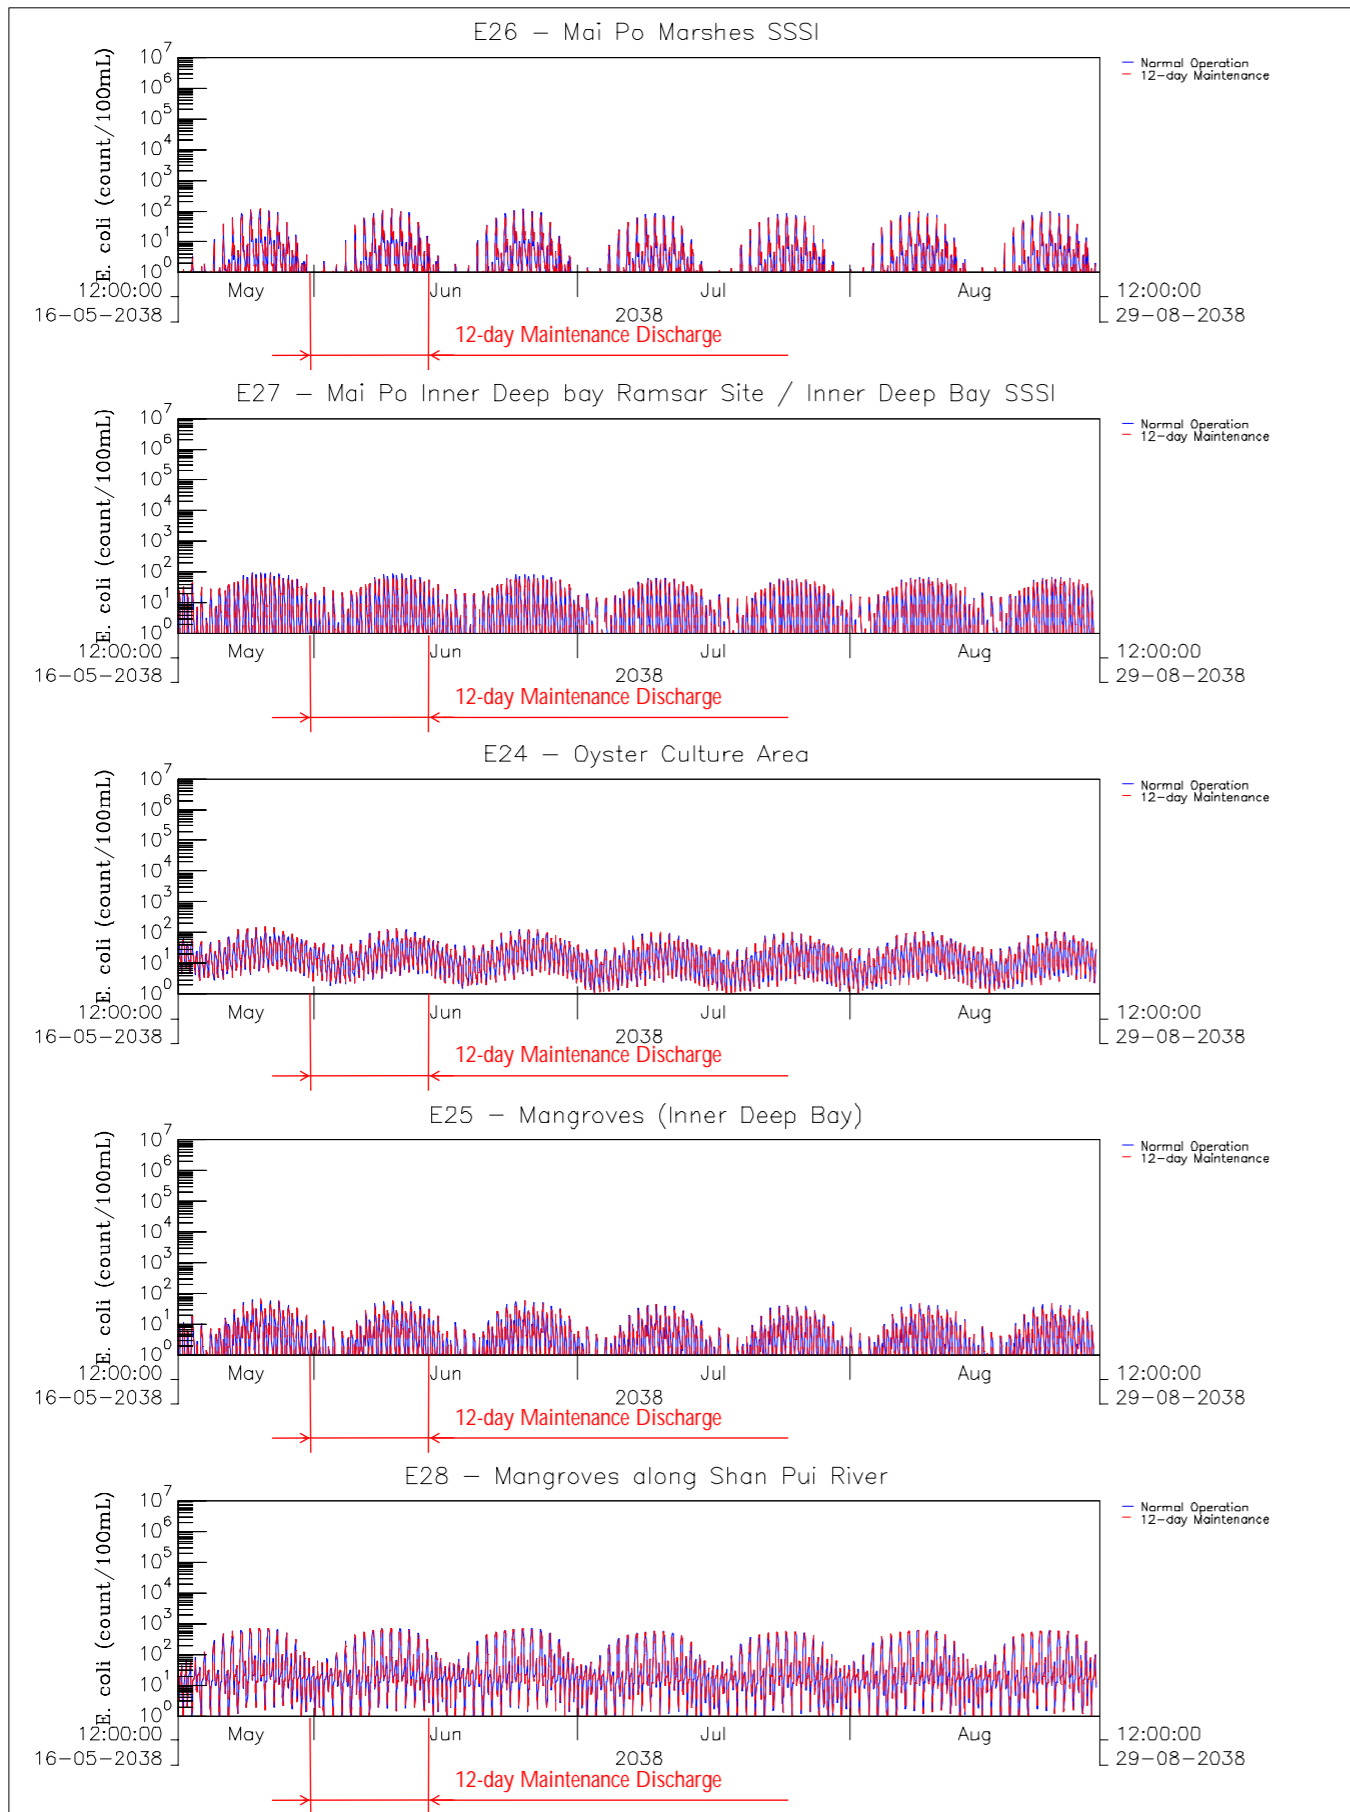 E26 – Mai Po Marshes SSSI
E. coli (count/100mL)
10^7
10^6
10^5
10^4
10^3
10^2
10^1
10^0
— Normal Operation
— 12-day Maintenance
12:00:00
16-05-2038
May
Jun
Jul
Aug
2038
12:00:00
29-08-2038
12-day Maintenance Discharge
E27 – Mai Po Inner Deep bay Ramsar Site / Inner Deep Bay SSSI
E. coli (count/100mL)
10^7
10^6
10^5
10^4
10^3
10^2
10^1
10^0
— Normal Operation
— 12-day Maintenance
12:00:00
16-05-2038
May
Jun
Jul
Aug
2038
12:00:00
29-08-2038
12-day Maintenance Discharge
E24 – Oyster Culture Area
E. coli (count/100mL)
10^7
10^6
10^5
10^4
10^3
10^2
10^1
10^0
— Normal Operation
— 12-day Maintenance
12:00:00
16-05-2038
May
Jun
Jul
Aug
2038
12:00:00
29-08-2038
12-day Maintenance Discharge
E25 – Mangroves (Inner Deep Bay)
E. coli (count/100mL)
10^7
10^6
10^5
10^4
10^3
10^2
10^1
10^0
— Normal Operation
— 12-day Maintenance
12:00:00
16-05-2038
May
Jun
Jul
Aug
2038
12:00:00
29-08-2038
12-day Maintenance Discharge
E28 – Mangroves along Shan Pui River
E. coli (count/100mL)
10^7
10^6
10^5
10^4
10^3
10^2
10^1
10^0
— Normal Operation
— 12-day Maintenance
12:00:00
16-05-2038
May
Jun
Jul
Aug
2038
12:00:00
29-08-2038
12-day Maintenance Discharge